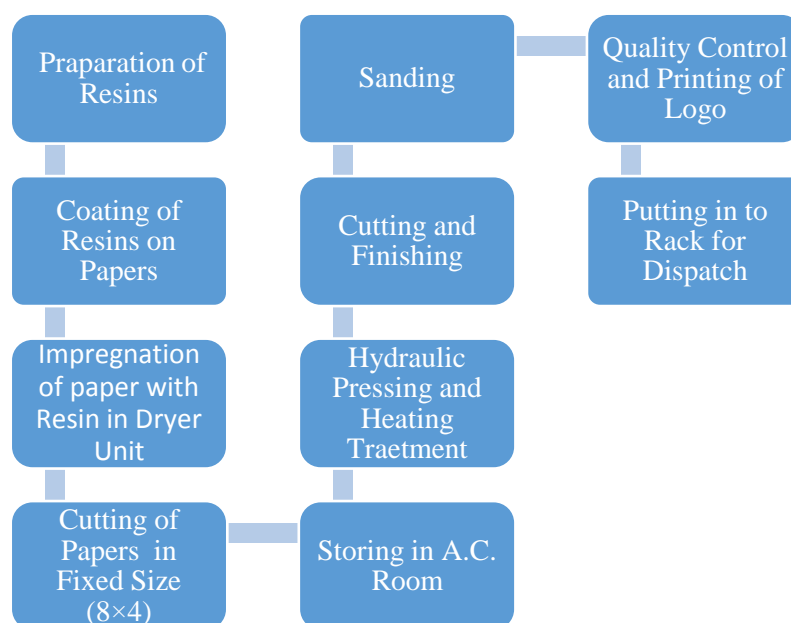 Praparation of
Resins
Coating of
Resins on
Papers
Impregnation
of paper with
Resin in Dryer
Unit
Cutting of
Papers in
Fixed Size
(8×4)
Storing in A.C.
Room
Hydraulic
Pressing and
Heating
Traetment
Cutting and
Finishing
Sanding
Quality Control
and Printing of
Logo
Putting in to
Rack for
Dispatch